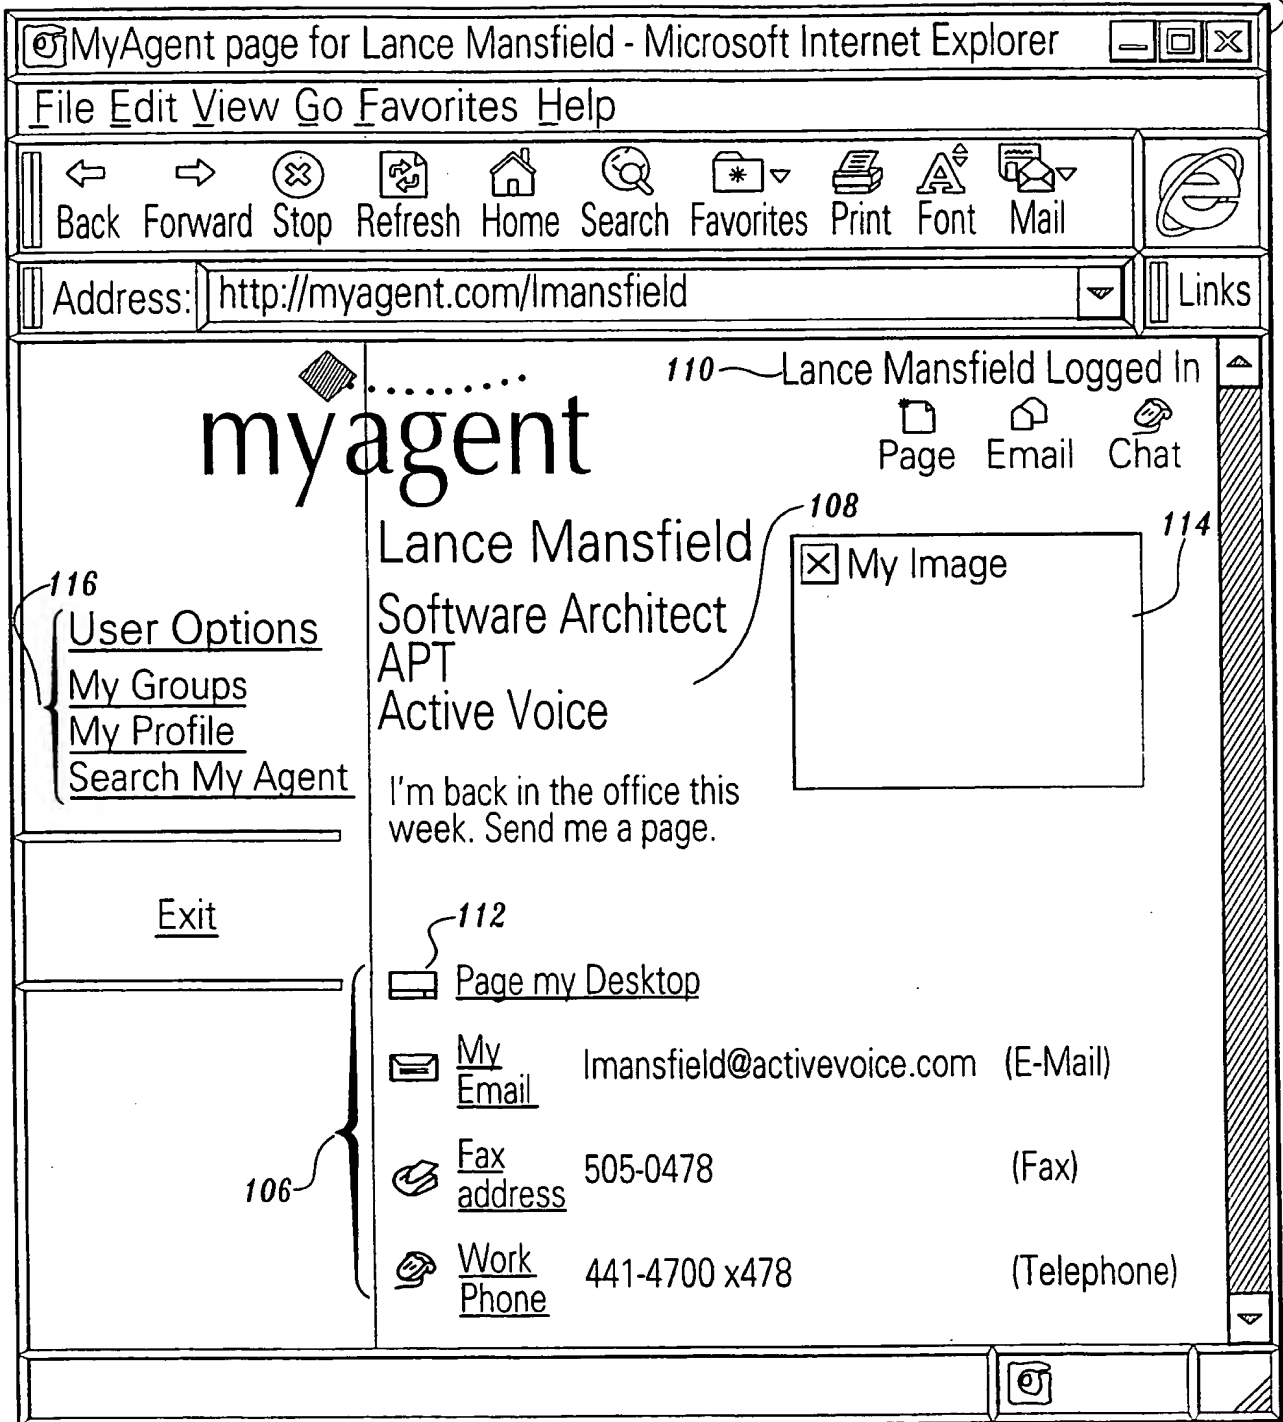 MyAgent page for Lance Mansfield - Microsoft Internet Explorer
File Edit View Go Favorites Help
Back Forward Stop Refresh Home Search Favorites Print Font Mail
Address: http://myagent.com/lmansfield Links
110 Lance Mansfield Logged In
myagent
Page Email Chat
108
Lance Mansfield
114
My Image
116
User Options
Software Architect
APT
My Groups
Active Voice
My Profile
Search My Agent
I'm back in the office this
week. Send me a page.
Exit
112
Page my Desktop
My
Email lmansfield@activevoice.com (E-Mail)
106
Fax
address 505-0478 (Fax)
Work
Phone 441-4700 x478 (Telephone)